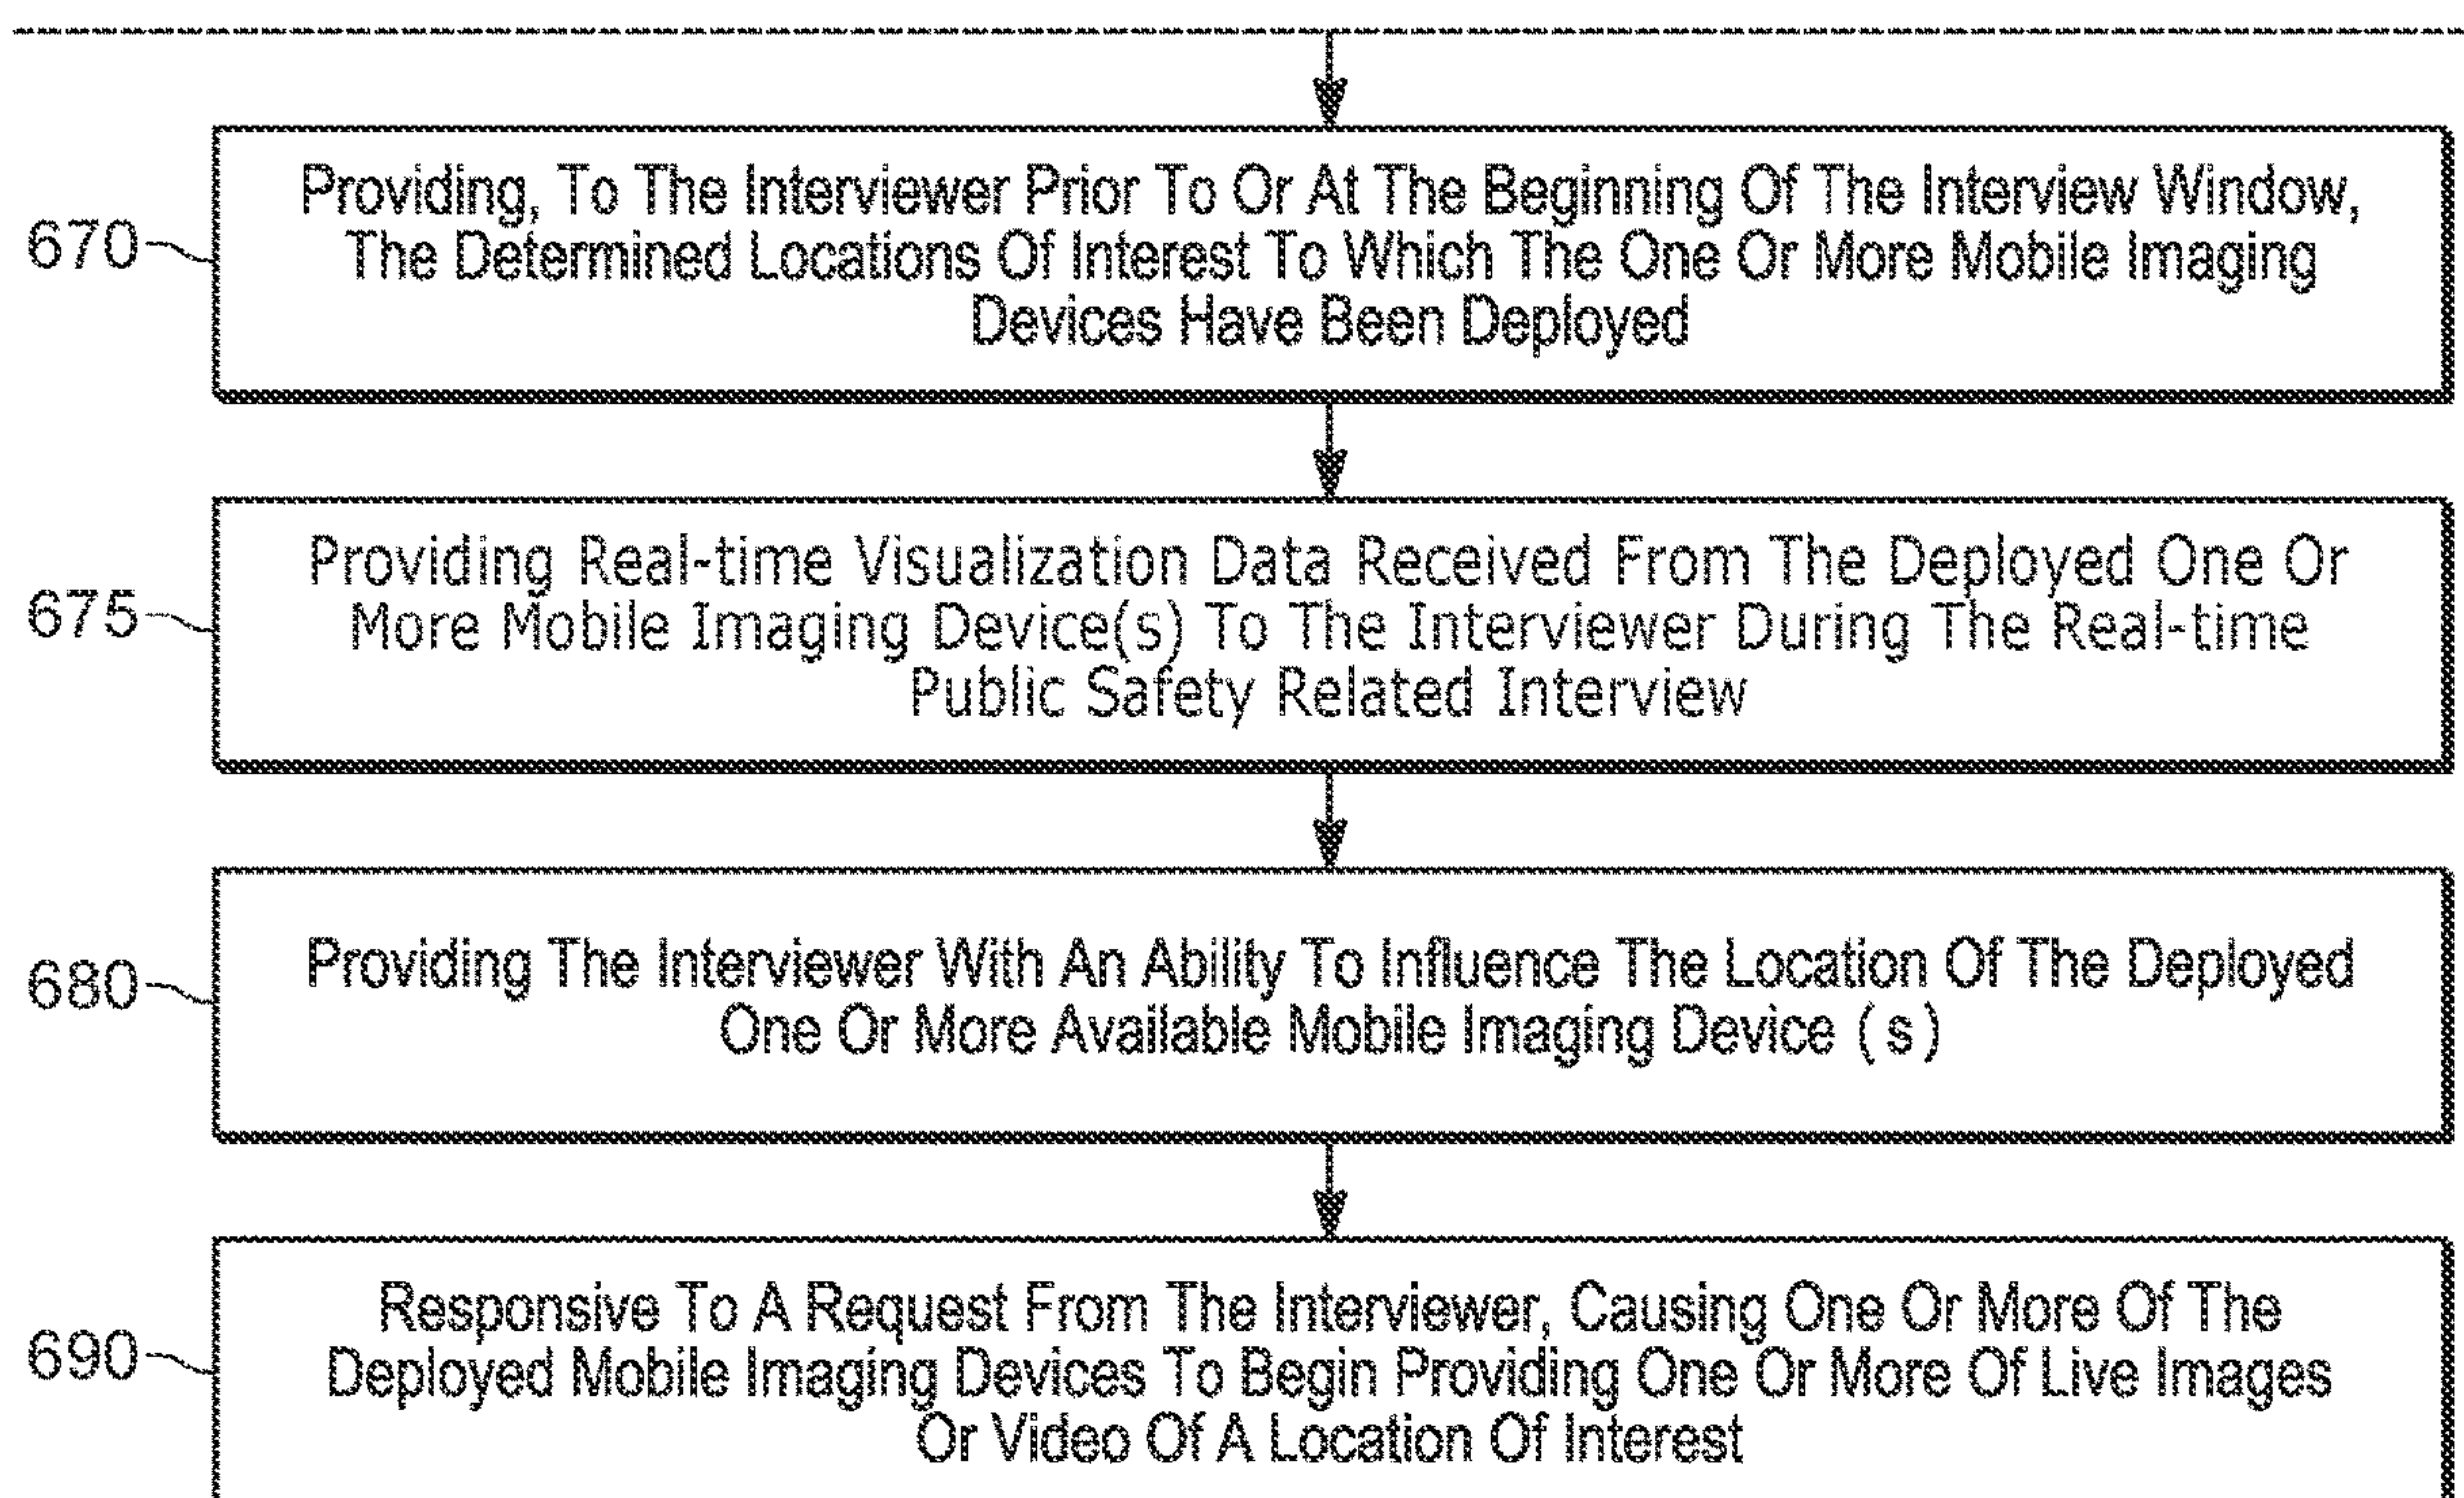 670
Providing, To The Interviewer Prior To Or At The Beginning Of The Interview Window,
The Determined Locations Of Interest To Which The One Or More Mobile Imaging
Devices Have Been Deployed
675
Providing Real-time Visualization Data Received From The Deployed One Or
More Mobile Imaging Device(s) To The Interviewer During The Real-time
Public Safety Related Interview
680
Providing The Interviewer With An Ability To Influence The Location Of The Deployed
One Or More Available Mobile Imaging Device ( s )
690
Responsive To A Request From The Interviewer, Causing One Or More Of The
Deployed Mobile Imaging Devices To Begin Providing One Or More Of Live Images
Or Video Of A Location Of Interest